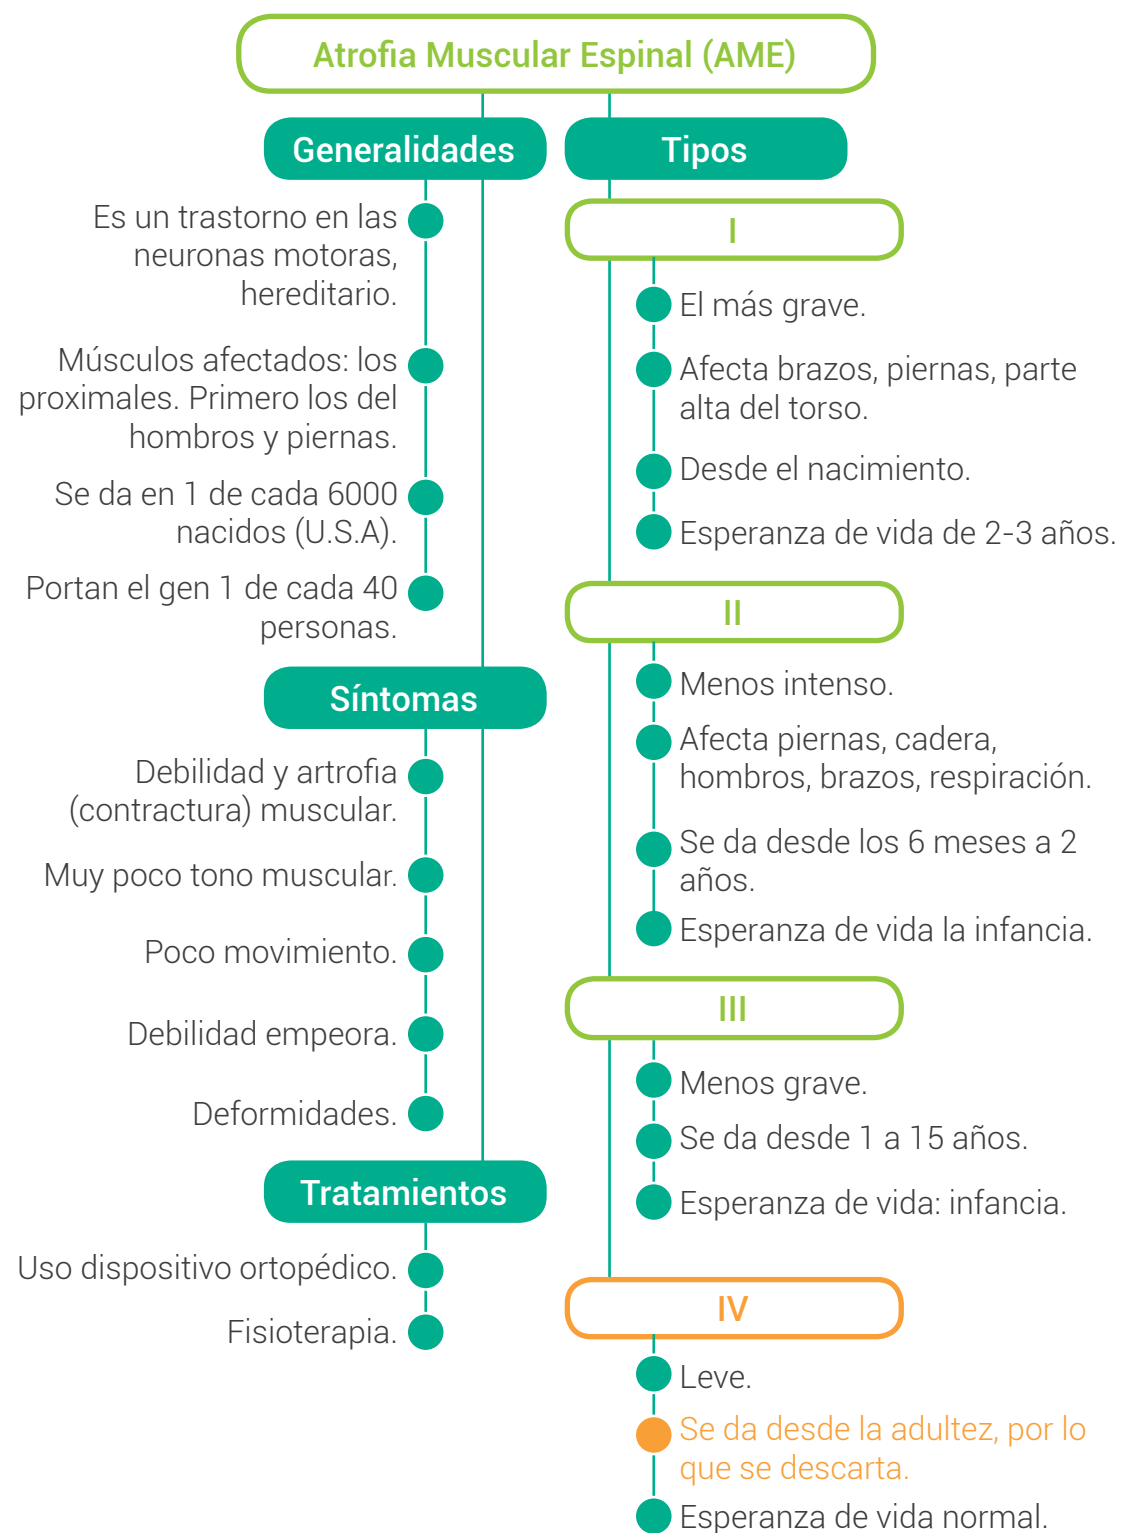 Atrofia Muscular Espinal (AME)
Generalidades
Es un trastorno en las
neuronas motoras,
hereditario.
Músculos afectados: los
proximales. Primero los del
hombros y piernas.
Se da en 1 de cada 6000
nacidos (U.S.A).
Portan el gen 1 de cada 40
personas.
Síntomas
Debilidad y artrofia
(contractura) muscular.
Muy poco tono muscular.
Poco movimiento.
Debilidad empeora.
Deformidades.
Tratamientos
Uso dispositivo ortopédico.
Fisioterapia.
Tipos
I
El más grave.
Afecta brazos, piernas, parte
alta del torso.
Desde el nacimiento.
Esperanza de vida de 2-3 años.
II
Menos intenso.
Afecta piernas, cadera,
hombros, brazos, respiración.
Se da desde los 6 meses a 2
años.
Esperanza de vida la infancia.
III
Menos grave.
Se da desde 1 a 15 años.
Esperanza de vida: infancia.
IV
Leve.
Se da desde la adultez, por lo
que se descarta.
Esperanza de vida normal.